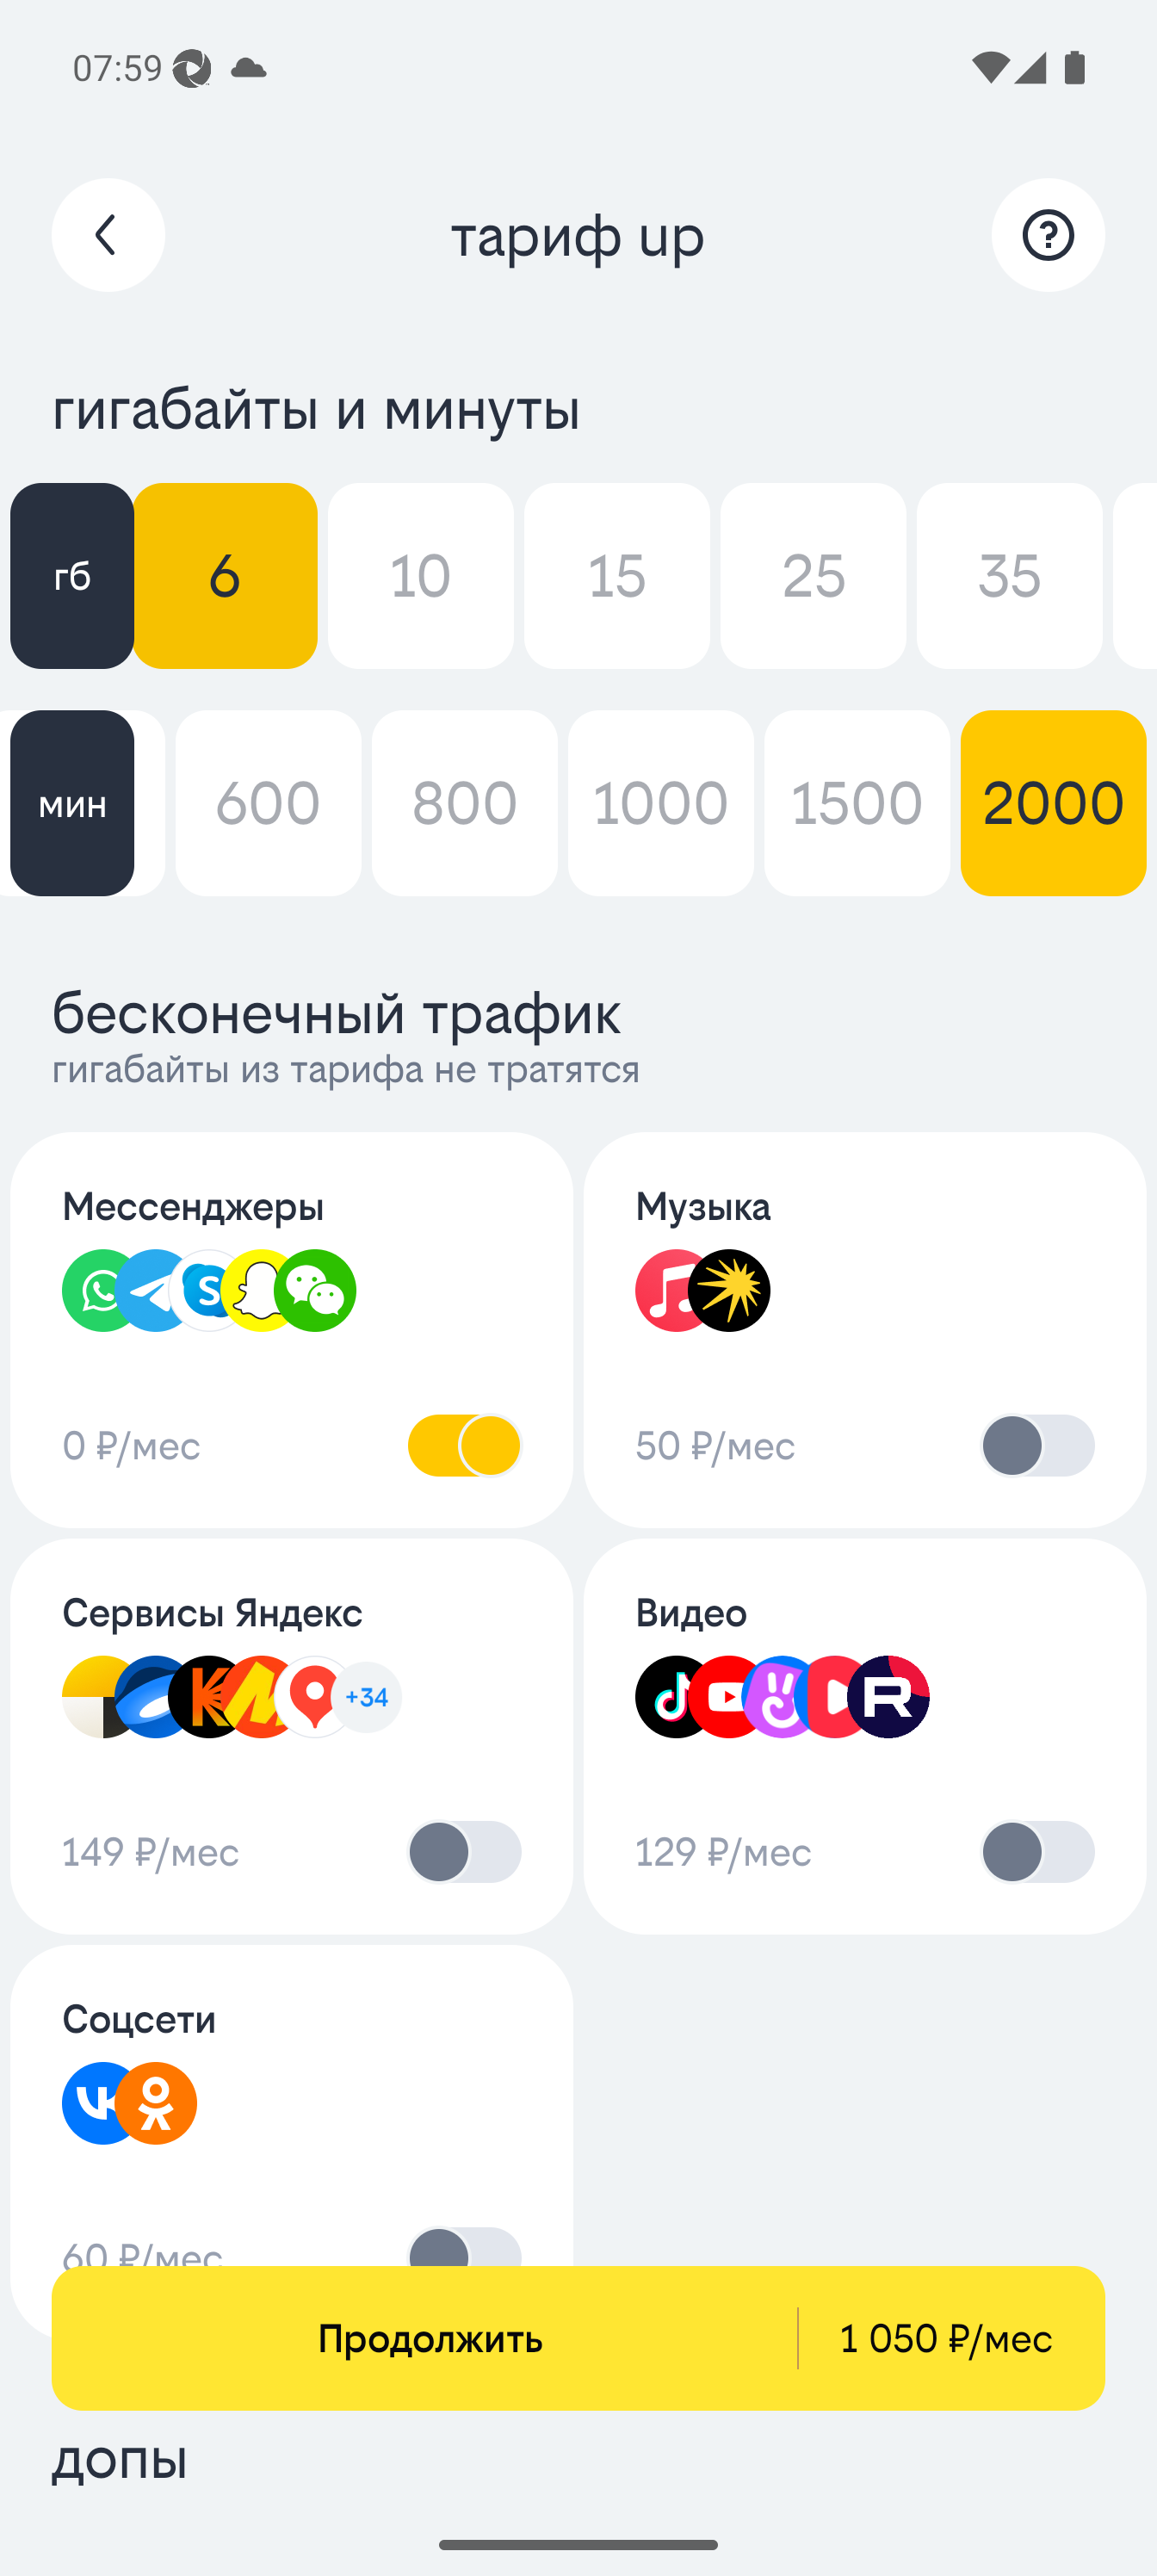 07:59
тариф up
гигабайты и минуты
гб 6 10 15 25 35
мин 600 800 1000 1500 2000
бесконечный трафик
гигабайты из тарифа не тратятся
Мессенджеры
0 ₽/мес
Музыка
50 ₽/мес
Сервисы Яндекс
+34
149 ₽/мес
Видео
129 ₽/мес
Соцсети
60 ₽/мес
Продолжить 1 050 ₽/мес
допы